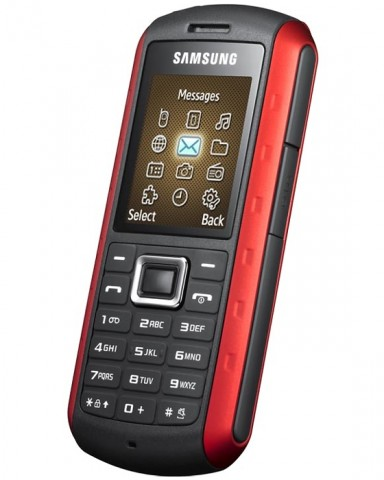 SAMSUNG
Messages
Select Back
1
2ABC 3DEF
4GHI 5JKL 6MNO
7PQRS 8TUV 9WXYZ
* 0 + #